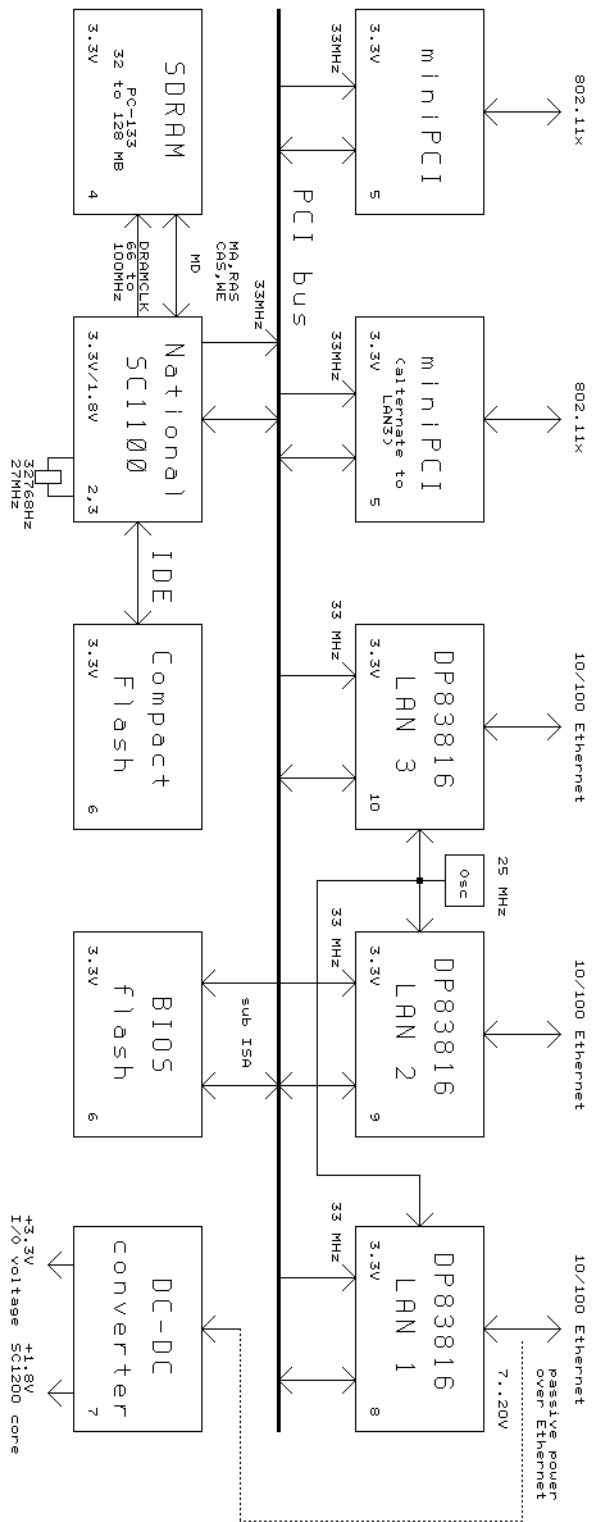 802.11x
802.11x
10/100 Ethernet
10/100 Ethernet
10/100 Ethernet
passive power
over Ethernet
7..20V
miniPCI
3.3V
5
33MHz
miniPCI
(alternate to
LAN3)
3.3V
5
33MHz
DP83816
LAN 3
3.3V
10
33 MHz
25 MHz
osc
DP83816
LAN 2
3.3V
9
33 MHz
DP83816
LAN 1
3.3V
8
33 MHz
PCI bus
33MHz
sub ISA
SDRAM
PC-133
32 to 128 MB
3.3V
4
MA,RAS
CAS,WE
MD
DRAMCLK
66 to
100MHz
National
SC1100
3.3V/1.8V
2,3
32768Hz
27MHz
IDE
Compact
Flash
3.3V
6
BIOS
flash
3.3V
6
DC-DC
converter
7
+3.3V
I/O voltage
+1.8V
SC1200 core